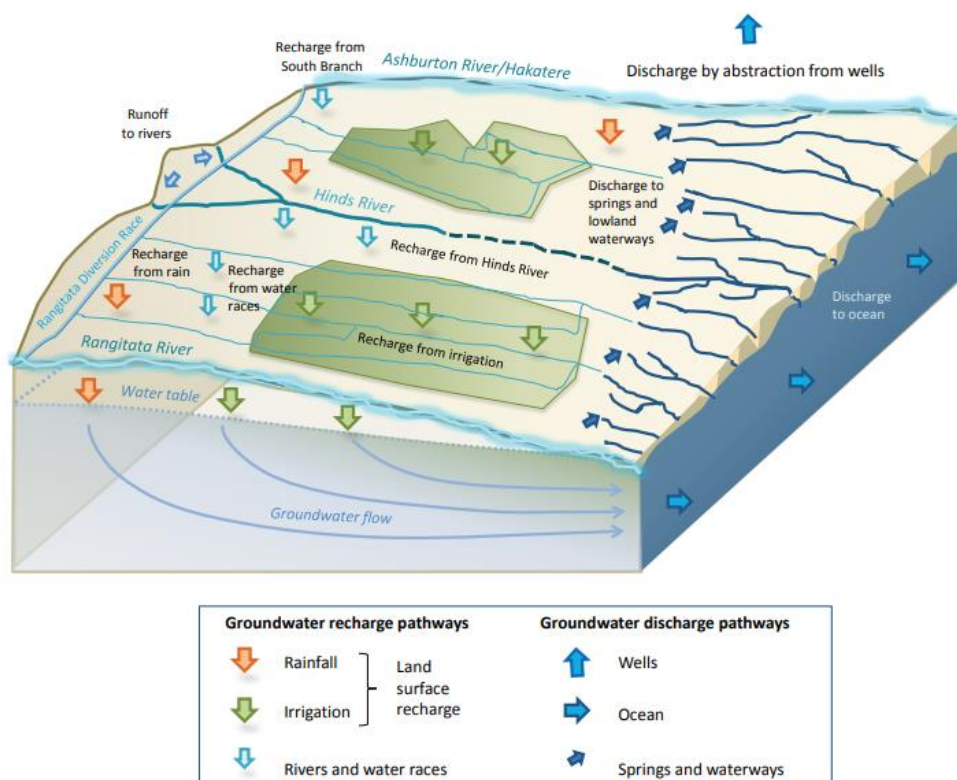 Recharge from
South Branch
Ashburton River/Hakatere
Discharge by abstraction from wells
Runoff
to rivers
Hinds River
Discharge to
springs and
lowland
waterways
Rangitata Diversion Race
Recharge
from rain
Recharge
from water
races
Recharge from Hinds River
Discharge
to ocean
Rangitata River
Recharge from irrigation
Water table
Groundwater flow
Groundwater recharge pathways
Rainfall
Irrigation
Land
surface
recharge
Rivers and water races
Groundwater discharge pathways
Wells
Ocean
Springs and waterways